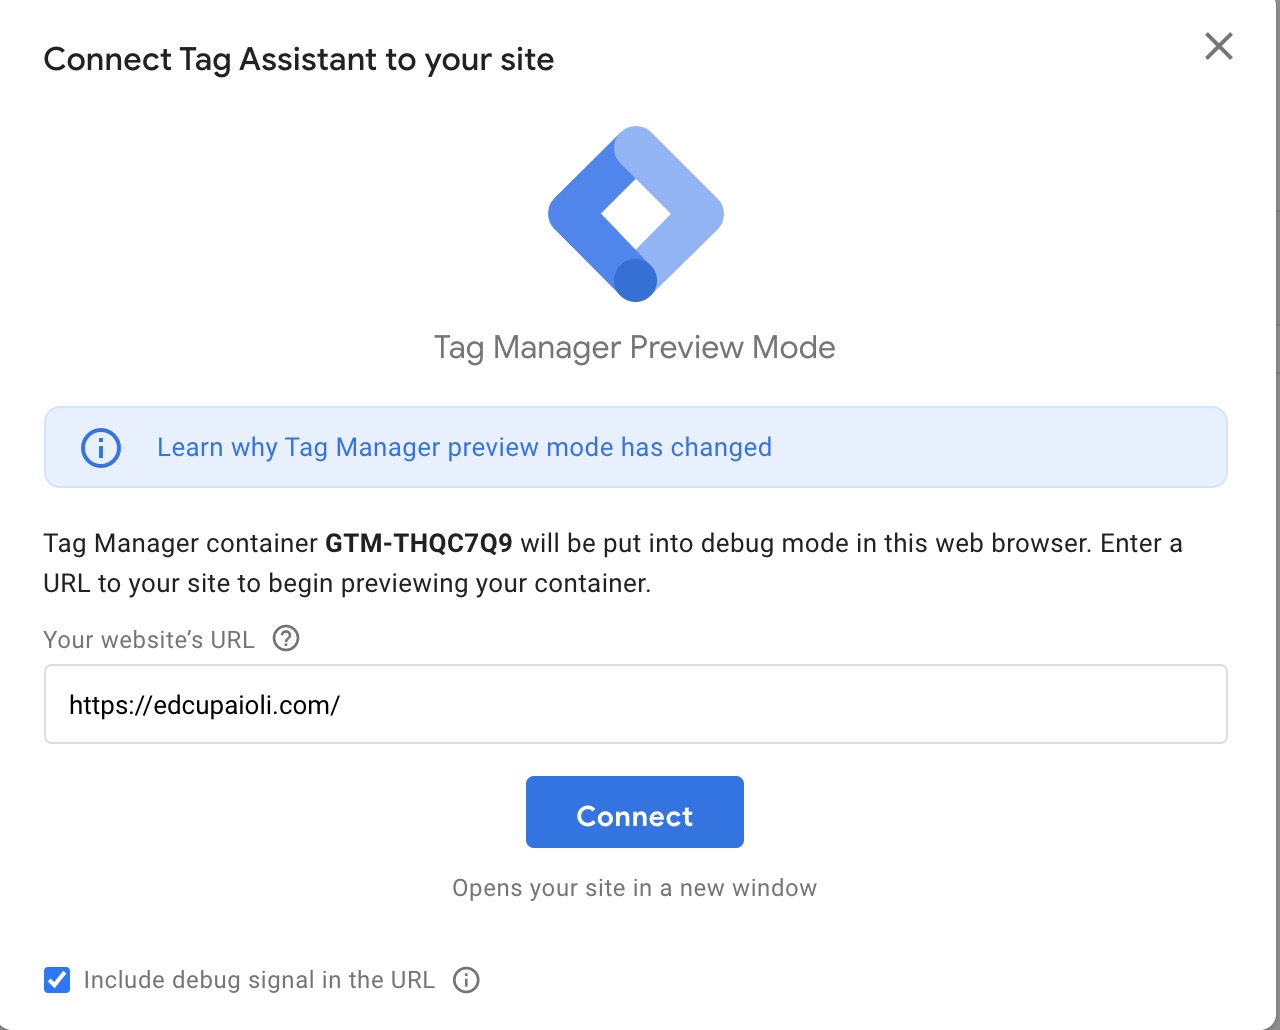 Connect Tag Assistant to your site
Tag Manager Preview Mode
Learn why Tag Manager preview mode has changed
Tag Manager container GTM-THQC7Q9 will be put into debug mode in this web browser. Enter a
URL to your site to begin previewing your container.
Your website’s URL
https://edcupaioli.com/
Connect
Opens your site in a new window
Include debug signal in the URL